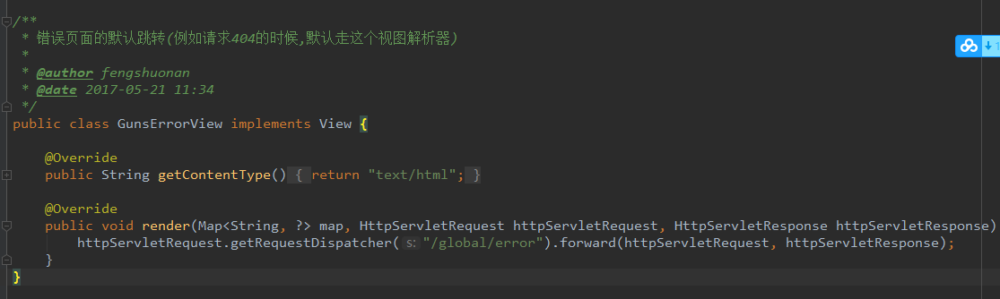 /**
 * 错误页面的默认跳转(例如请求404的时候,默认走这个视图解析器)
 *
 * @author fengshuonan
 * @date 2017-05-21 11:34
 */
public class GunsErrorView implements View {
@Override
public String getContentType() { return "text/html"; }
@Override
public void render(Map<String, ?> map, HttpServletRequest httpServletRequest, HttpServletResponse httpServletResponse)
httpServletRequest.getRequestDispatcher( s: "/global/error").forward(httpServletRequest, httpServletResponse);
}
}